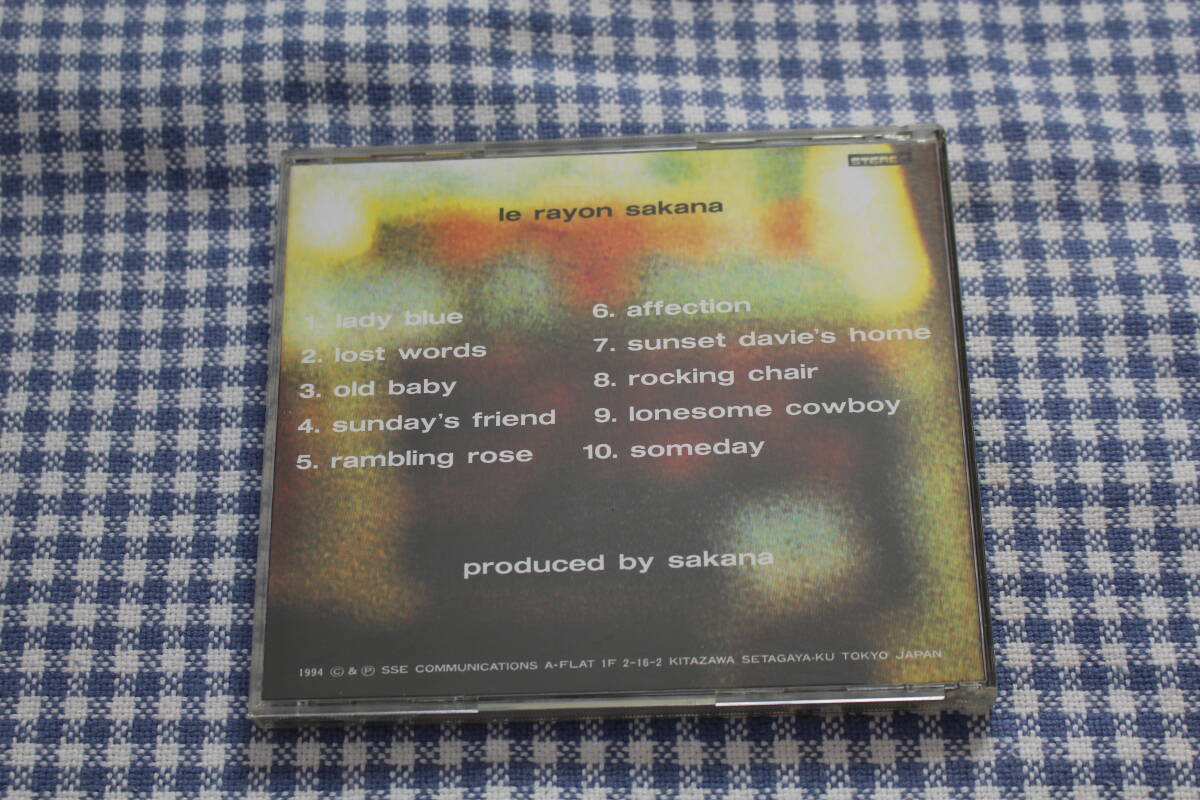 STEREO
le rayon sakana
1. lady blue
2. lost words
3. old baby
4. sunday's friend
5. rambling rose
6. affection
7. sunset davie's home
8. rocking chair
9. lonesome cowboy
10. someday
produced by sakana
1994 © & ℗ SSE COMMUNICATIONS A•FLAT 1F 2-16-2 KITAZAWA SETAGAYA-KU TOKYO JAPAN